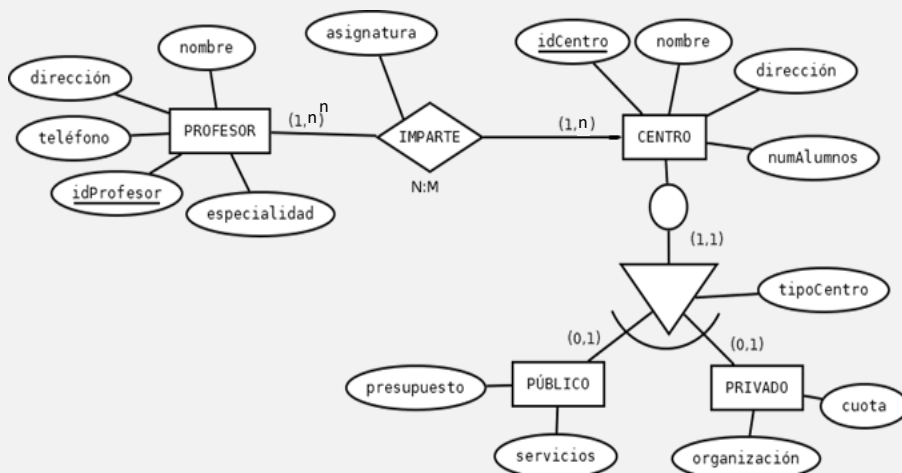 asignatura
idCentro
nombre
nombre
dirección
dirección
PROFESOR
(1,n)
n
IMPARTE
(1,n)
CENTRO
teléfono
numAlumnos
idProfesor
N:M
especialidad
(1,1)
tipoCentro
(0,1)
(0,1)
presupuesto
PÚBLICO
PRIVADO
cuota
servicios
organización